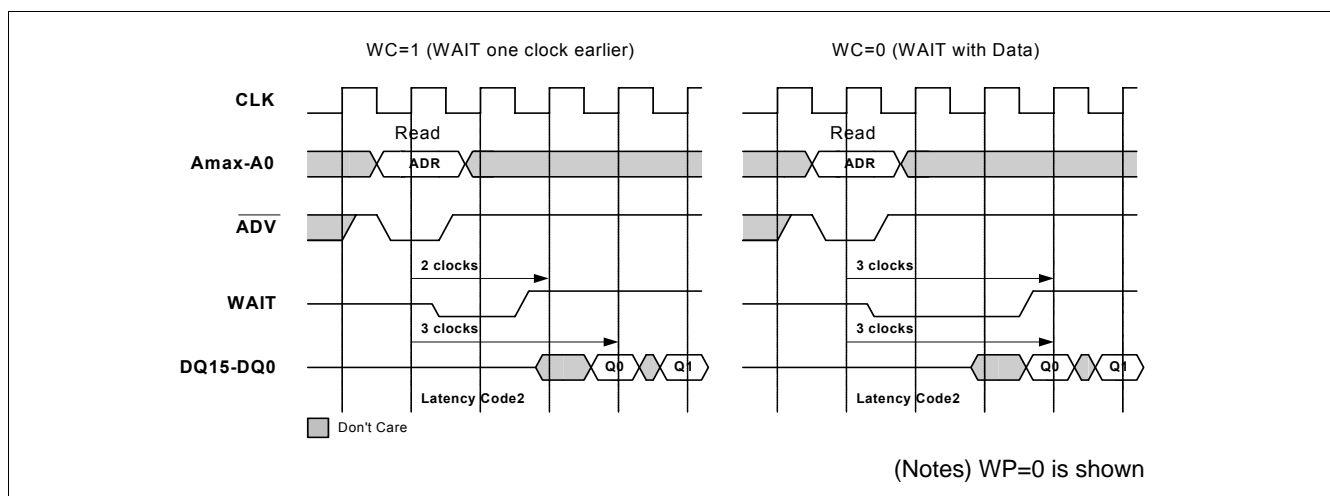 WC=1 (WAIT one clock earlier)
WC=0 (WAIT with Data)
CLK
Read
Read
Amax-A0
ADR
ADR
ADV
2 clocks
3 clocks
WAIT
3 clocks
3 clocks
DQ15-DQ0
Q0
Q1
Q0
Q1
Latency Code2
Latency Code2
Don't Care
(Notes) WP=0 is shown